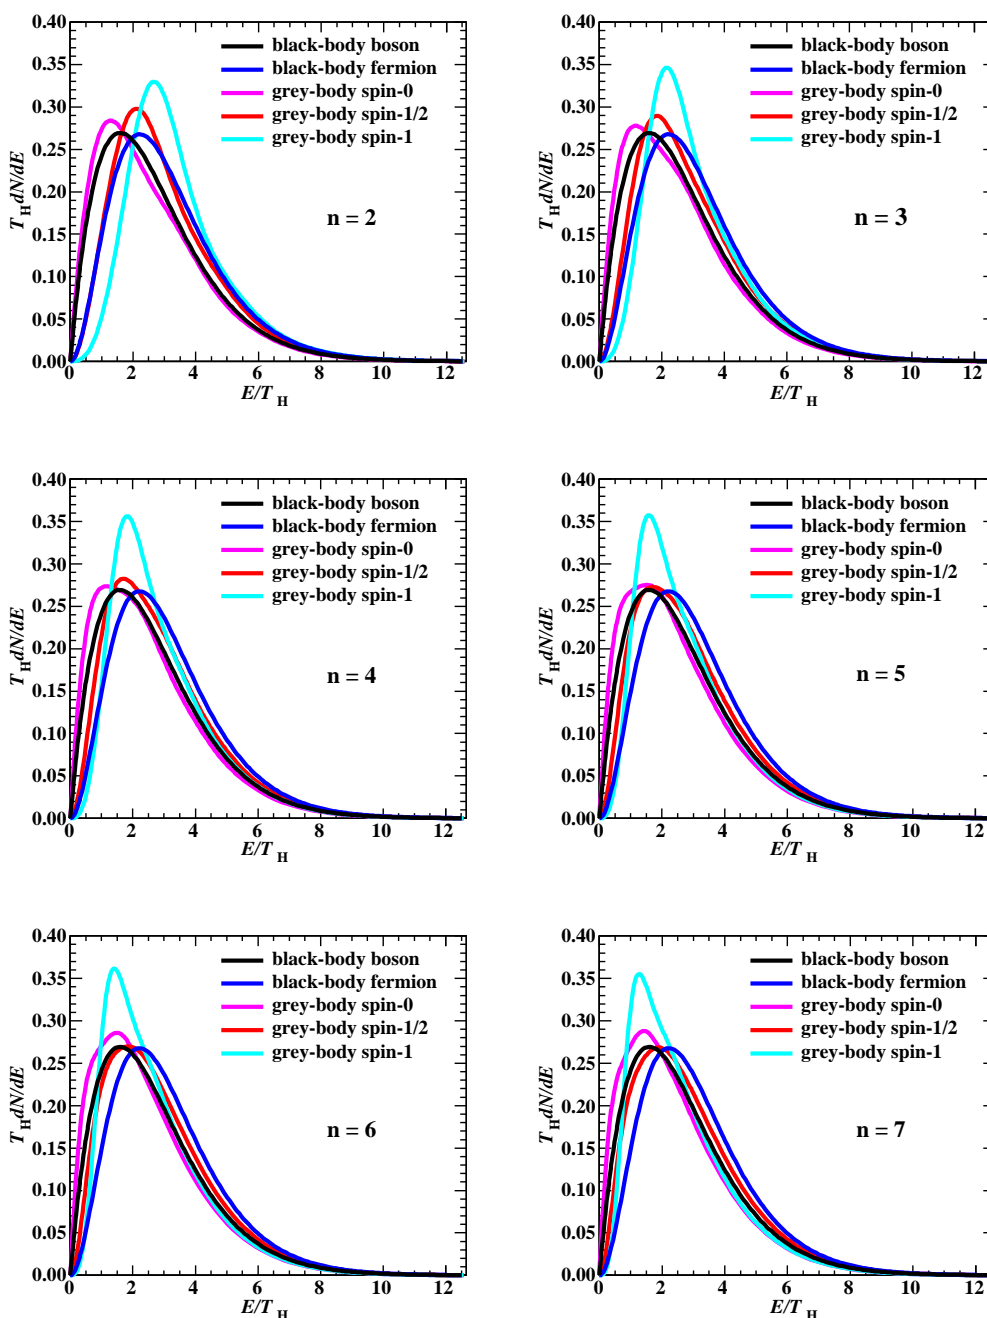 0.40
0.35
0.30
0.25
0.20
0.15
0.10
0.05
0.00
T_H dN/dE
black-body boson
black-body fermion
grey-body spin-0
grey-body spin-1/2
grey-body spin-1
n = 2
0 2 4 6 8 10 12
E/T_H
0.40
0.35
0.30
0.25
0.20
0.15
0.10
0.05
0.00
T_H dN/dE
black-body boson
black-body fermion
grey-body spin-0
grey-body spin-1/2
grey-body spin-1
n = 3
0 2 4 6 8 10 12
E/T_H
0.40
0.35
0.30
0.25
0.20
0.15
0.10
0.05
0.00
T_H dN/dE
black-body boson
black-body fermion
grey-body spin-0
grey-body spin-1/2
grey-body spin-1
n = 4
0 2 4 6 8 10 12
E/T_H
0.40
0.35
0.30
0.25
0.20
0.15
0.10
0.05
0.00
T_H dN/dE
black-body boson
black-body fermion
grey-body spin-0
grey-body spin-1/2
grey-body spin-1
n = 5
0 2 4 6 8 10 12
E/T_H
0.40
0.35
0.30
0.25
0.20
0.15
0.10
0.05
0.00
T_H dN/dE
black-body boson
black-body fermion
grey-body spin-0
grey-body spin-1/2
grey-body spin-1
n = 6
0 2 4 6 8 10 12
E/T_H
0.40
0.35
0.30
0.25
0.20
0.15
0.10
0.05
0.00
T_H dN/dE
black-body boson
black-body fermion
grey-body spin-0
grey-body spin-1/2
grey-body spin-1
n = 7
0 2 4 6 8 10 12
E/T_H